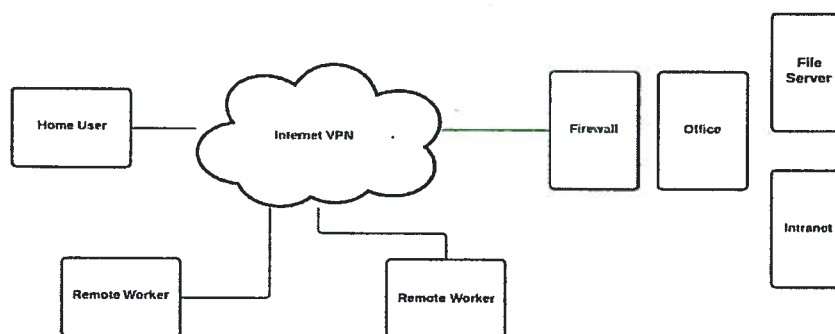 File
Server
Home User
Internet VPN
Firewall
Office
Intranet
Remote Worker
Remote Worker